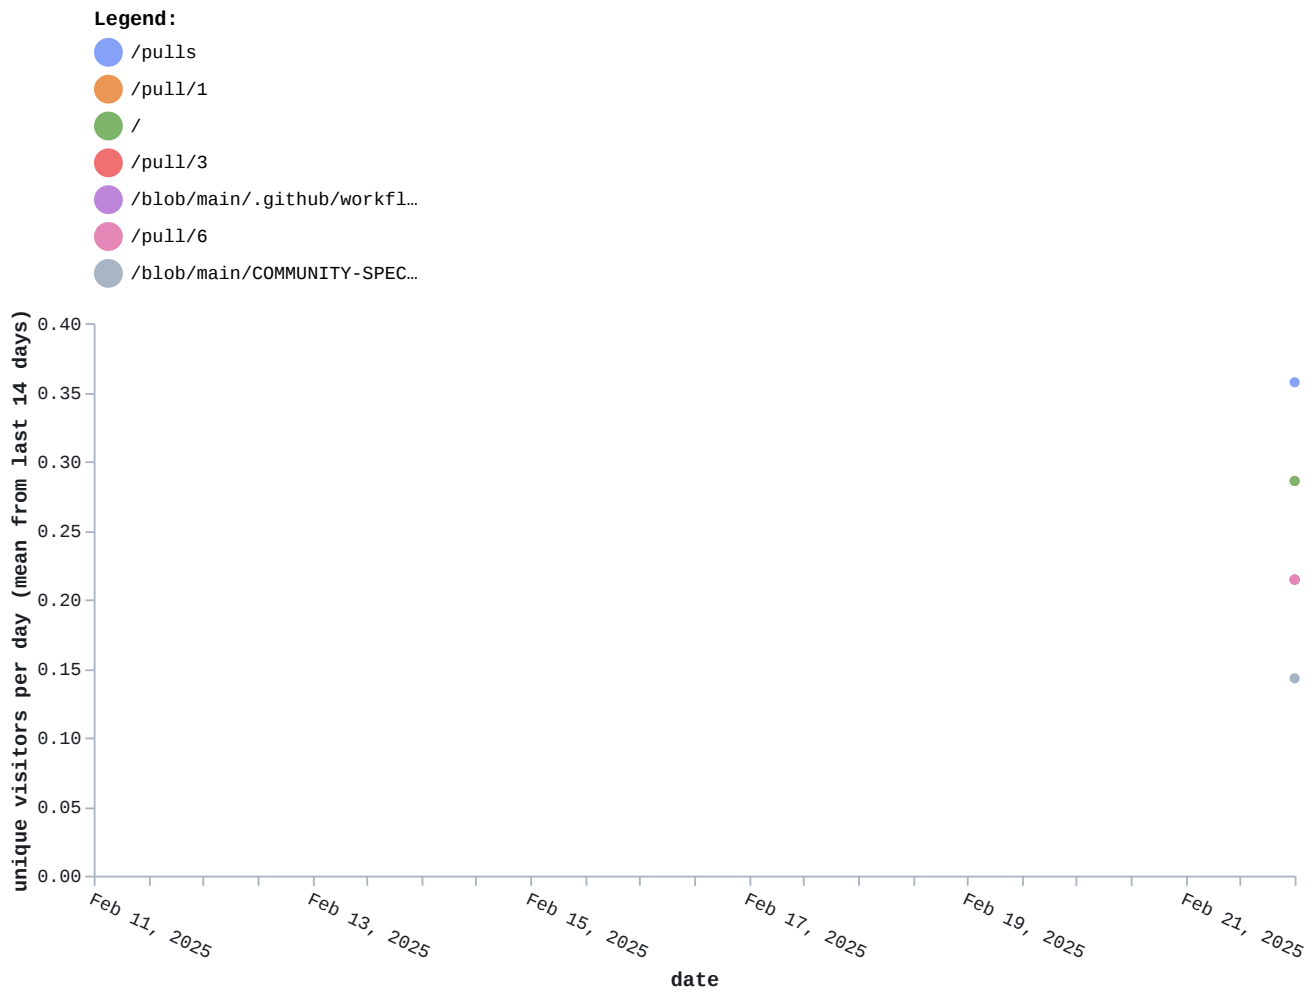 Legend:
/pulls
/pull/1
/
/pull/3
/blob/main/.github/workfl…
/pull/6
/blob/main/COMMUNITY-SPEC…
unique visitors per day (mean from last 14 days)
0.40
0.35
0.30
0.25
0.20
0.15
0.10
0.05
0.00
Feb 11, 2025
Feb 13, 2025
Feb 15, 2025
Feb 17, 2025
Feb 19, 2025
Feb 21, 2025
date